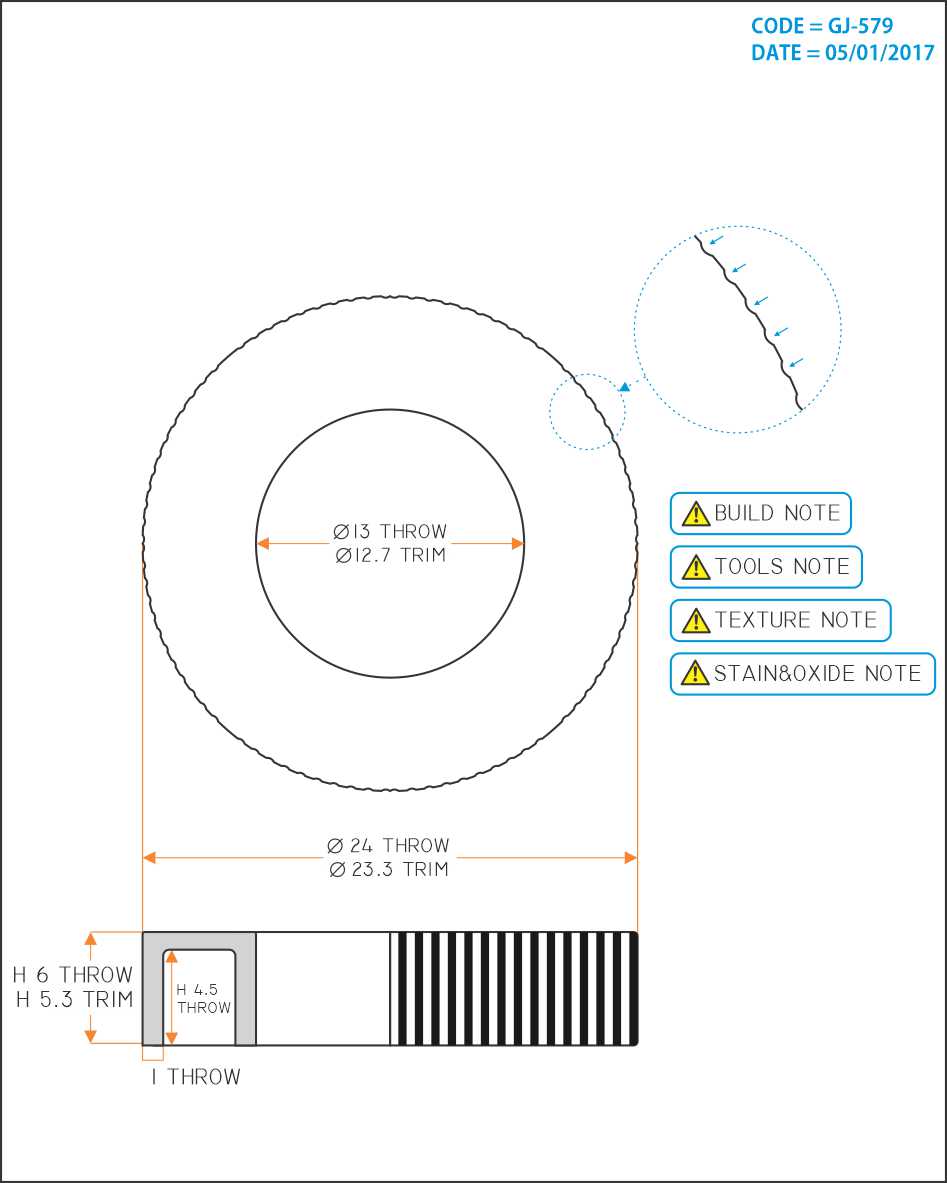 CODE = GJ-579
DATE = 05/01/2017
Ø13 THROW
Ø12.7 TRIM
BUILD NOTE
TOOLS NOTE
TEXTURE NOTE
STAIN&OXIDE NOTE
Ø 24 THROW
Ø 23.3 TRIM
H 6 THROW
H 5.3 TRIM
H 4.5
THROW
1 THROW